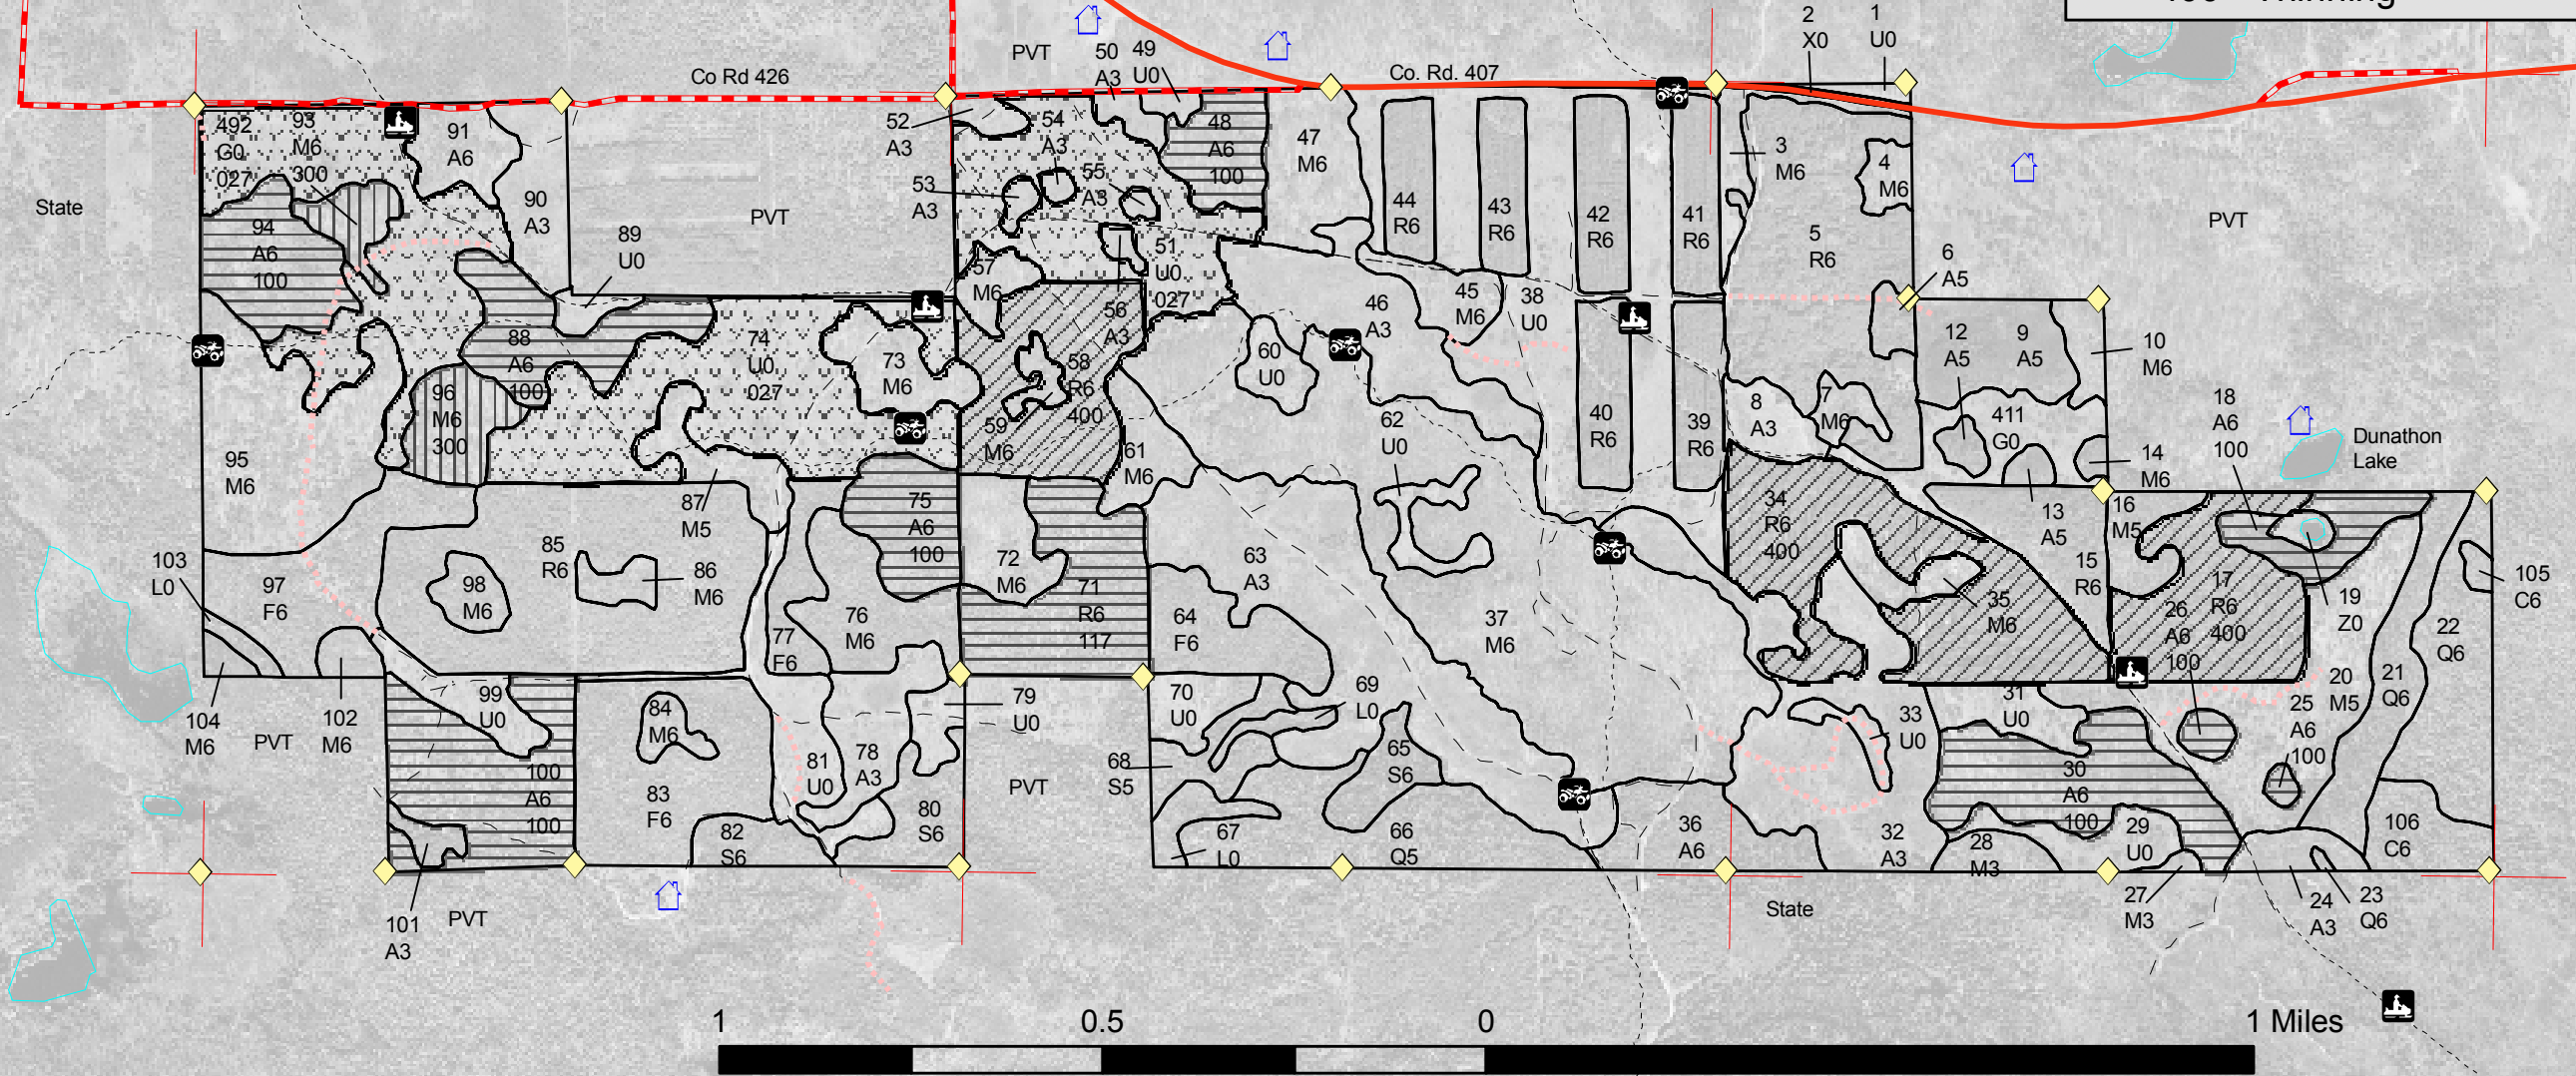 2
X0
1
U0
PVT
50
A3
49
U0
Co Rd 426
Co. Rd. 407
492
G0
027
93
M6
300
91
A6
52
A3
54
A3
48
A6
100
47
M6
3
M6
4
M6
State
94
A6
100
90
A3
PVT
53
A3
55
A3
44
R6
43
R6
42
R6
41
R6
5
R6
PVT
89
U0
51
U0
027
57
M6
6
A5
56
A3
46
A3
45
M6
38
U0
12
A5
9
A5
10
M6
88
A6
100
74
U0
027
73
M6
60
U0
58
R6
400
96
M6
300
59
M6
61
M6
62
U0
40
R6
39
R6
8
A3
7
M6
411
G0
18
A6
100
Dunathon
Lake
95
M6
87
M5
75
A6
100
14
M6
34
R6
400
13
A5
16
M5
103
L0
97
F6
98
M6
85
R6
86
M6
72
M6
71
R6
117
63
A3
15
R6
17
R6
400
105
C6
19
Z0
64
F6
37
M6
35
M6
26
A6
100
77
F6
76
M6
22
Q6
104
M6
PVT
102
M6
99
U0
84
M6
79
U0
70
U0
69
L0
31
U0
33
U0
20
M5
21
Q6
25
A6
100
100
A6
100
83
F6
81
U0
78
A3
PVT
68
S5
65
S6
30
A6
100
82
S6
80
S6
67
L0
66
Q5
36
A6
32
A3
28
M3
29
U0
106
C6
101
A3
PVT
State
27
M3
24
A3
23
Q6
1
0.5
0
1 Miles